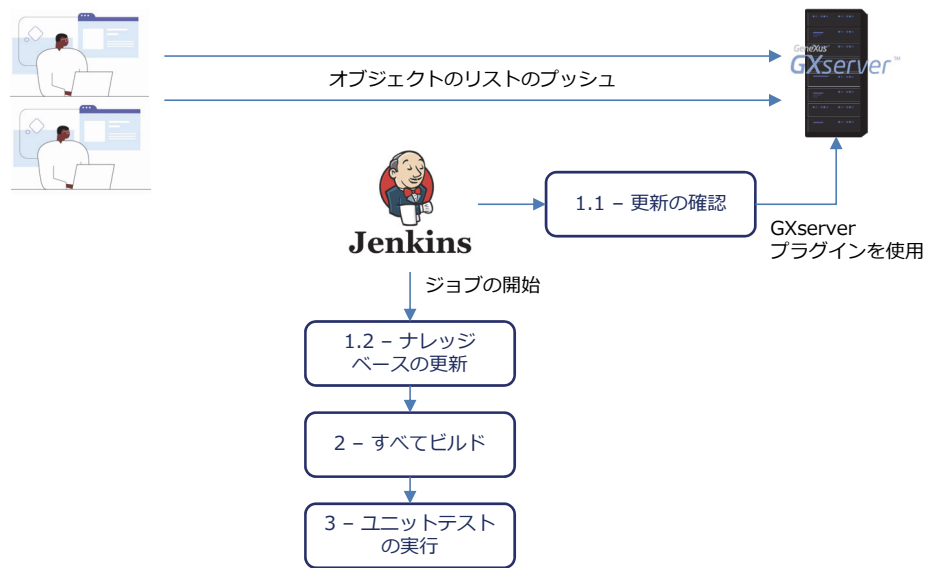 GeneXus
GXserver™
オブジェクトのリストのプッシュ
1.1 – 更新の確認
GXserver
プラグインを使用
Jenkins
ジョブの開始
1.2 – ナレッジ
ベースの更新
2 – すべてビルド
3 – ユニットテスト
の実行